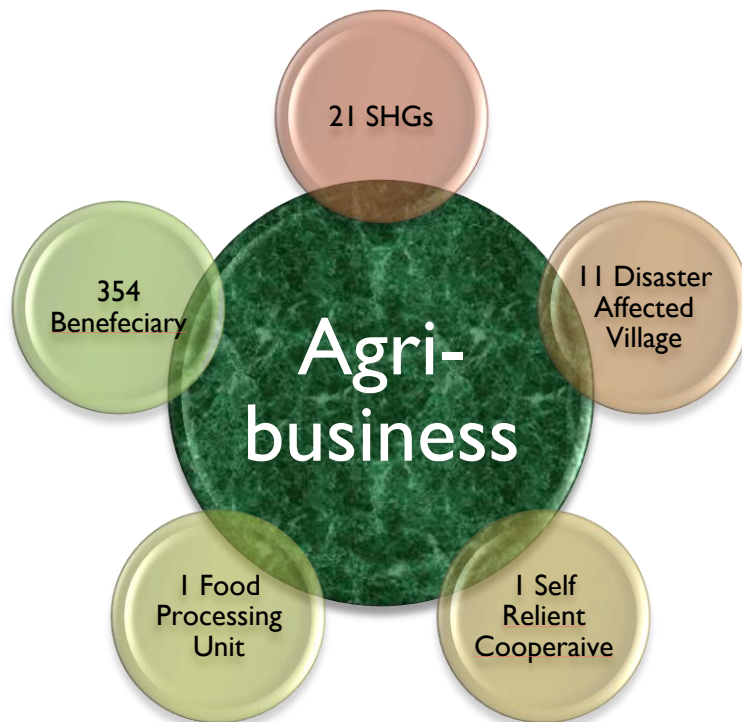 21 SHGs
11 Disaster
Affected
Village
1 Self
Relient
Cooperaive
1 Food
Processing
Unit
354
Benefeciary
Agri-
business